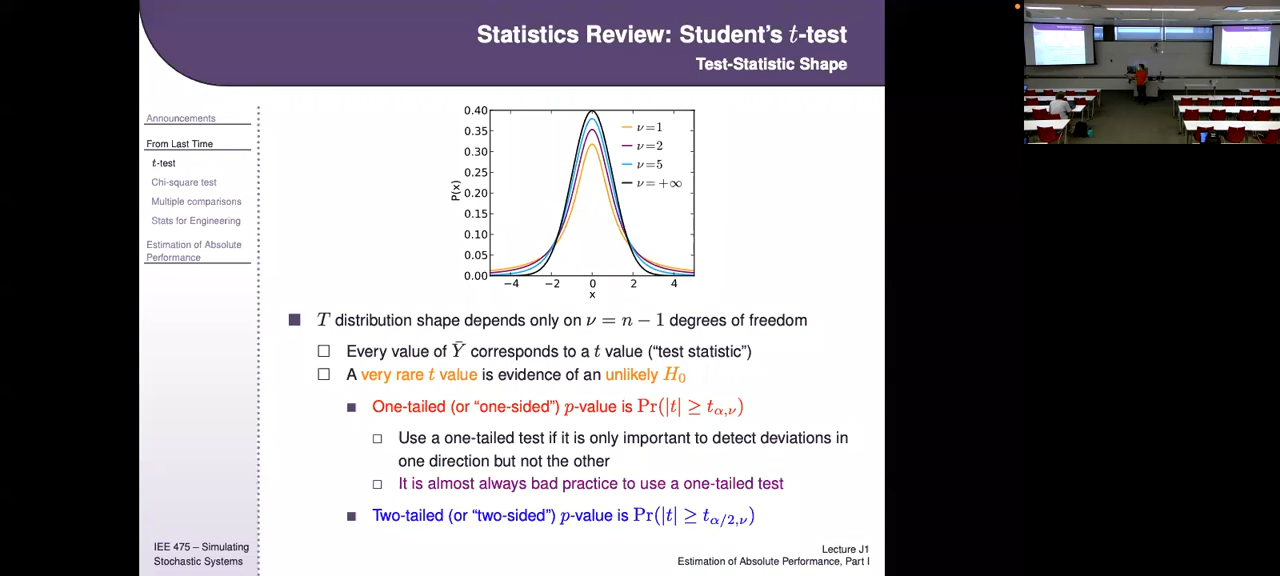 Statistics Review: Student's t-test
Test-Statistic Shape
Announcements
From Last Time
t-test
Chi-square test
Multiple comparisons
Stats for Engineering
Estimation of Absolute
Performance
0.40
0.35
0.30
0.25
0.20
0.15
0.10
0.05
0.00
P(x)
−4 −2 0 2 4
x
ν=1
ν=2
ν=5
ν=+∞
T distribution shape depends only on ν = n − 1 degrees of freedom
Every value of Ȳ corresponds to a t value ("test statistic")
A very rare t value is evidence of an unlikely H₀
One-tailed (or "one-sided") p-value is Pr(|t| ≥ t_{α,ν})
Use a one-tailed test if it is only important to detect deviations in
one direction but not the other
It is almost always bad practice to use a one-tailed test
Two-tailed (or "two-sided") p-value is Pr(|t| ≥ t_{α/2,ν})
IEE 475 – Simulating
Stochastic Systems
Lecture J1
Estimation of Absolute Performance, Part I